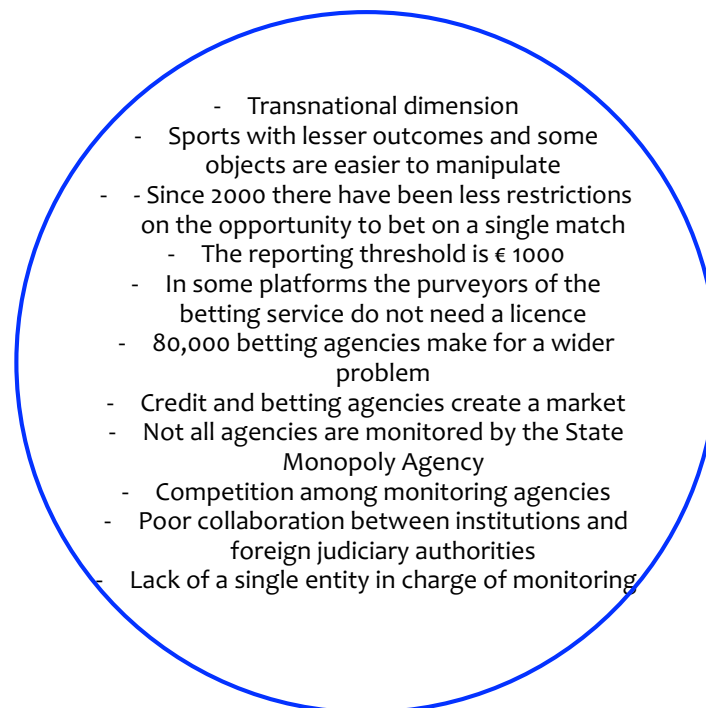 - Transnational dimension
- Sports with lesser outcomes and some
objects are easier to manipulate
- - Since 2000 there have been less restrictions
on the opportunity to bet on a single match
- The reporting threshold is € 1000
- In some platforms the purveyors of the
betting service do not need a licence
- 80,000 betting agencies make for a wider
problem
- Credit and betting agencies create a market
- Not all agencies are monitored by the State
Monopoly Agency
- Competition among monitoring agencies
- Poor collaboration between institutions and
foreign judiciary authorities
- Lack of a single entity in charge of monitoring